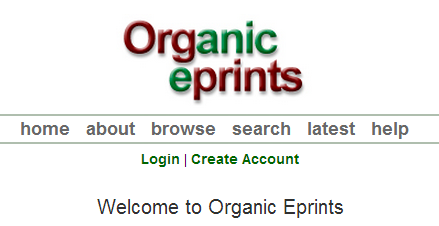 Organic
eprints
home about browse search latest help
Login | Create Account
Welcome to Organic Eprints